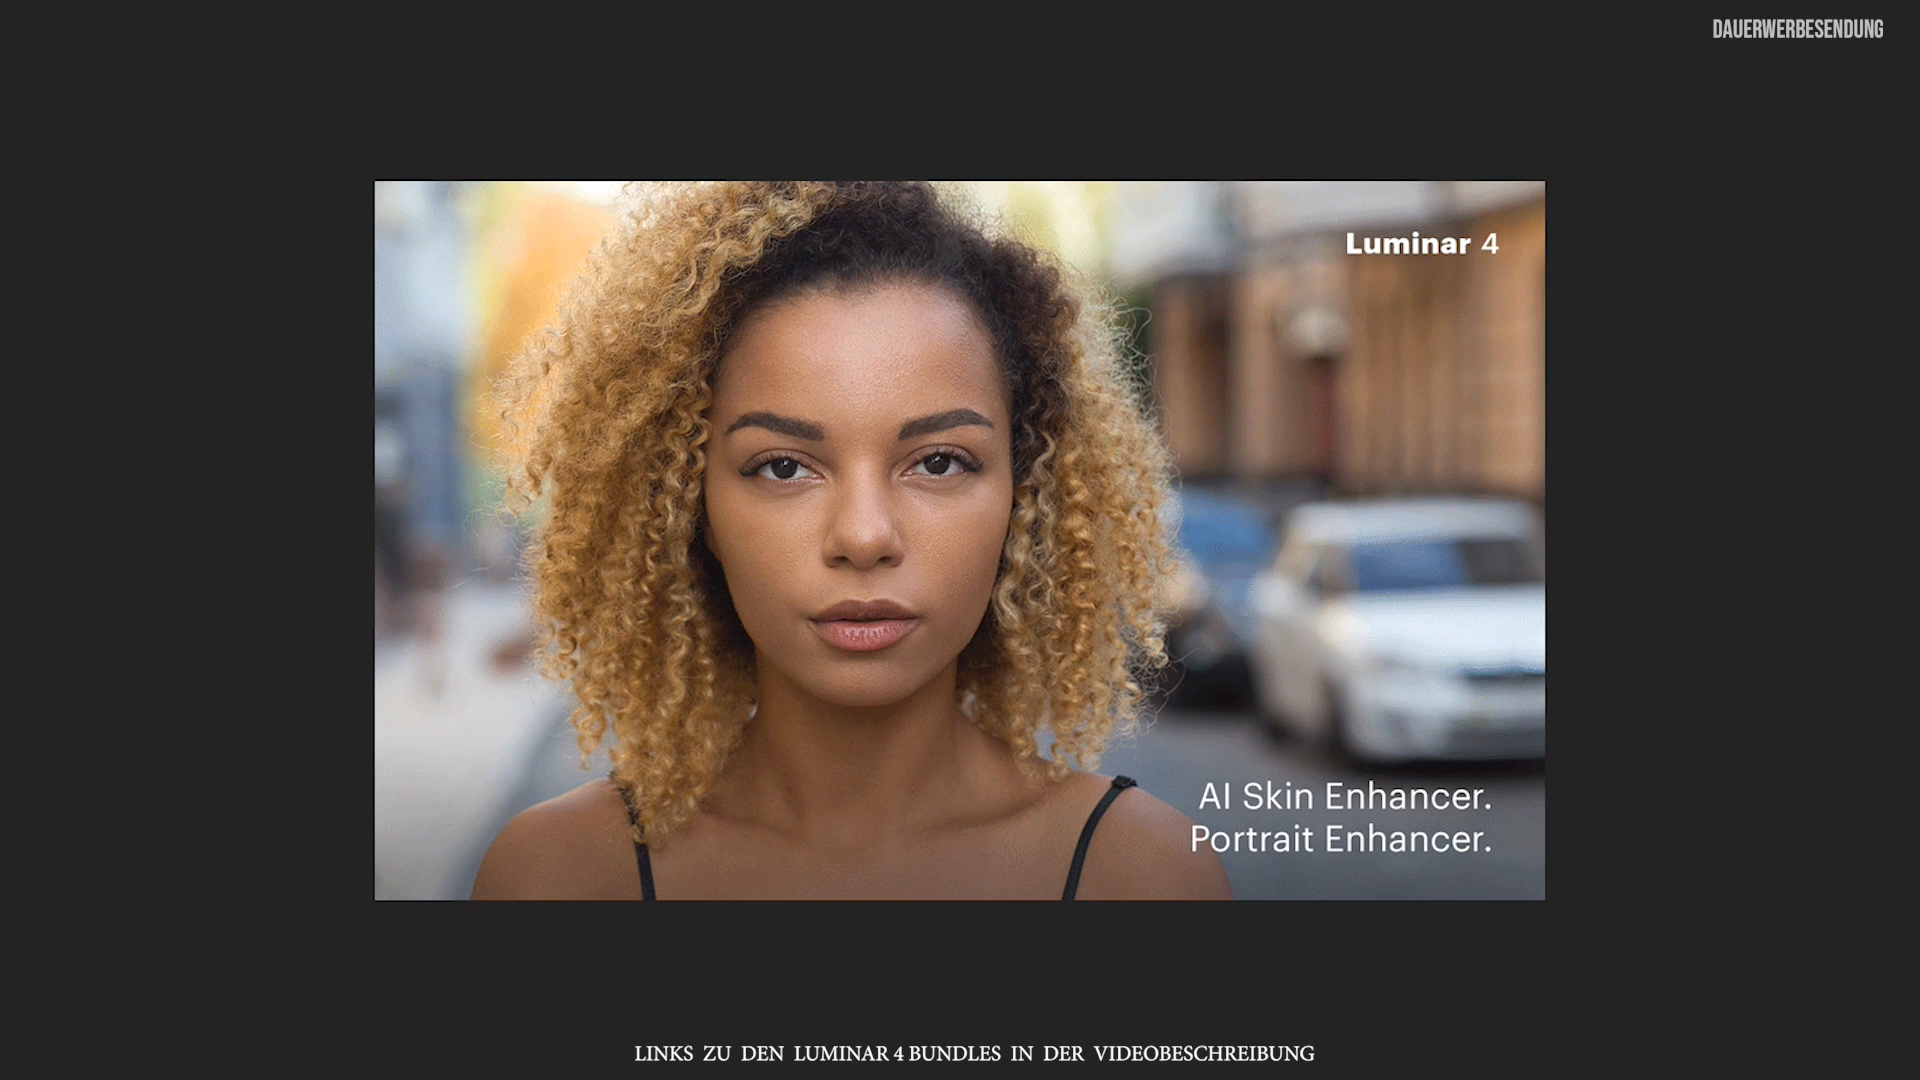 DAUERWERBESENDUNG
Luminar 4
AI Skin Enhancer.
Portrait Enhancer.
LINKS ZU DEN LUMINAR 4 BUNDLES IN DER VIDEOBESCHREIBUNG